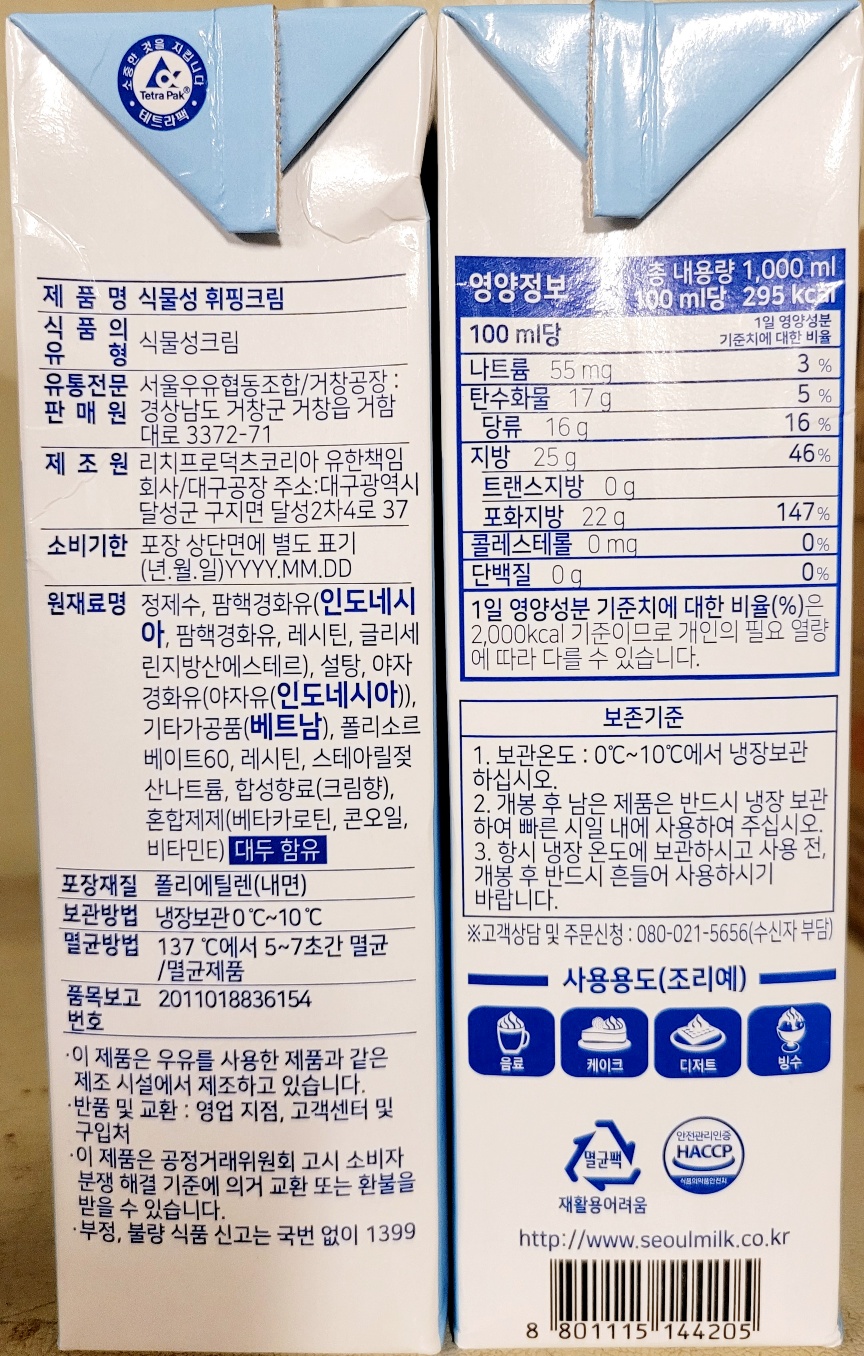 소중한 것을 지킵니다
Tetra Pak®
테트라팩
제 품 명 식물성 휘핑크림
식 품 의
유 형 식물성크림
유통전문 서울우유협동조합/거창공장 :
판 매 원 경상남도 거창군 거창읍 거함
대로 3372-71
제 조 원 리치프로덕츠코리아 유한책임
회사/대구공장 주소:대구광역시
달성군 구지면 달성2차4로 37
소비기한 포장 상단면에 별도 표기
(년.월.일)YYYY.MM.DD
원재료명 정제수, 팜핵경화유(인도네시
아, 팜핵경화유, 레시틴, 글리세
린지방산에스테르), 설탕, 야자
경화유(야자유(인도네시아)),
기타가공품(베트남), 폴리소르
베이트60, 레시틴, 스테아릴젖
산나트륨, 합성향료(크림향),
혼합제제(베타카로틴, 콘오일,
비타민E) 대두 함유
포장재질 폴리에틸렌(내면)
보관방법 냉장보관 0℃~10℃
멸균방법 137 ℃에서 5~7초간 멸균
/멸균제품
품목보고 2011018836154
번호
·이 제품은 우유를 사용한 제품과 같은
제조 시설에서 제조하고 있습니다.
·반품 및 교환 : 영업 지점, 고객센터 및
구입처
·이 제품은 공정거래위원회 고시 소비자
분쟁 해결 기준에 의거 교환 또는 환불을
받을 수 있습니다.
·부정, 불량 식품 신고는 국번 없이 1399
영양정보
총 내용량 1,000 ml
100 ml당 295 kcal
100 ml당
1일 영양성분
기준치에 대한 비율
나트륨 55 mg 3 %
탄수화물 17 g 5 %
당류 16 g 16 %
지방 25 g 46%
트랜스지방 0 g
포화지방 22 g 147%
콜레스테롤 0 mg 0%
단백질 0 g 0%
1일 영양성분 기준치에 대한 비율(%)은
2,000kcal 기준이므로 개인의 필요 열량
에 따라 다를 수 있습니다.
보존기준
1. 보관온도 : 0℃~10℃에서 냉장보관
하십시오.
2. 개봉 후 남은 제품은 반드시 냉장 보관
하여 빠른 시일 내에 사용하여 주십시오.
3. 항시 냉장 온도에 보관하시고 사용 전,
개봉 후 반드시 흔들어 사용하시기
바랍니다.
※고객상담 및 주문신청 : 080-021-5656(수신자 부담)
사용용도(조리예)
음료 케이크 디저트 빙수
멸균팩
재활용어려움
안전관리인증
HACCP
식품의약품안전처
http://www.seoulmilk.co.kr
8 801115 144205